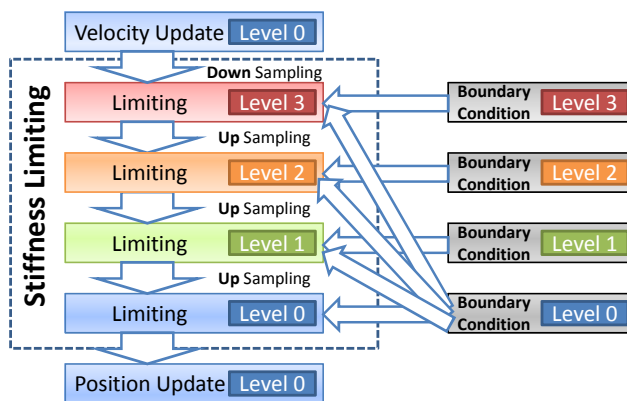 Velocity Update Level 0
Down Sampling
Limiting Level 3
Boundary Condition Level 3
Up Sampling
Limiting Level 2
Boundary Condition Level 2
Up Sampling
Limiting Level 1
Boundary Condition Level 1
Up Sampling
Limiting Level 0
Boundary Condition Level 0
Position Update Level 0
Stiffness Limiting